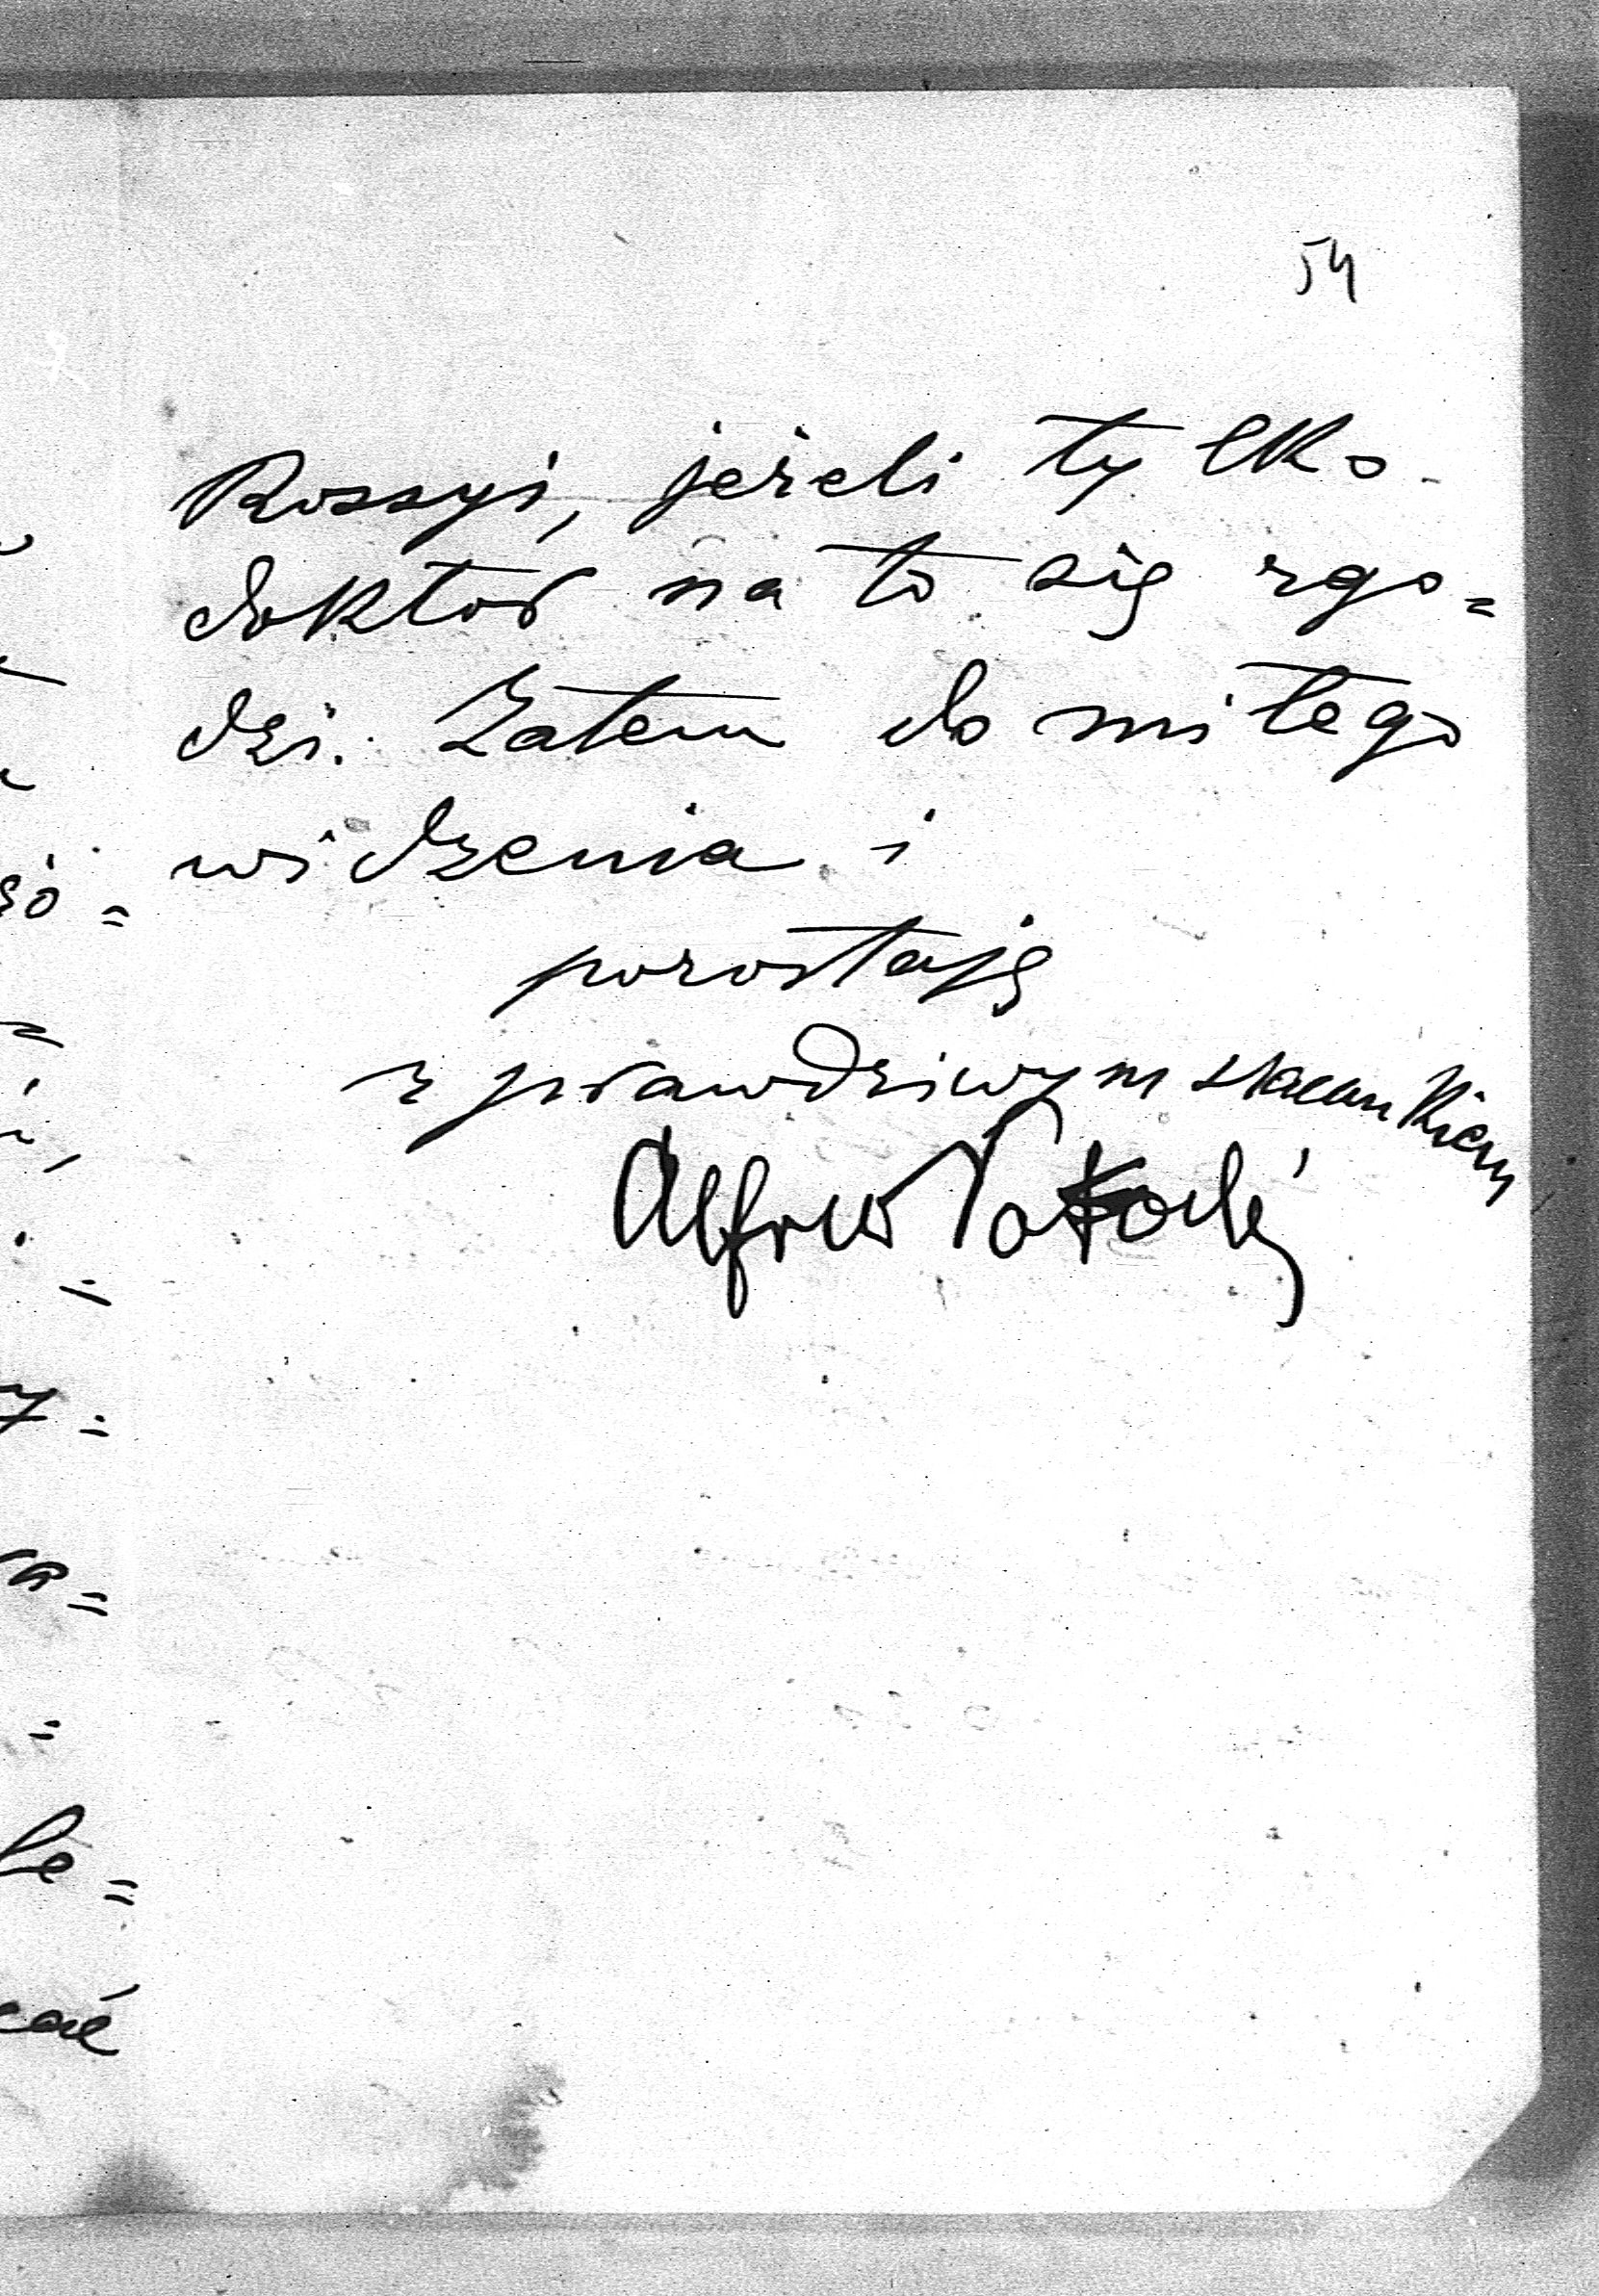 54
Rossyi, jeżeli tylko
doktor na to się zgo=
dzi. Zatem do miłego
widzenia i
pozostaję
z prawdziwym szacunkiem
Alfred Potocki